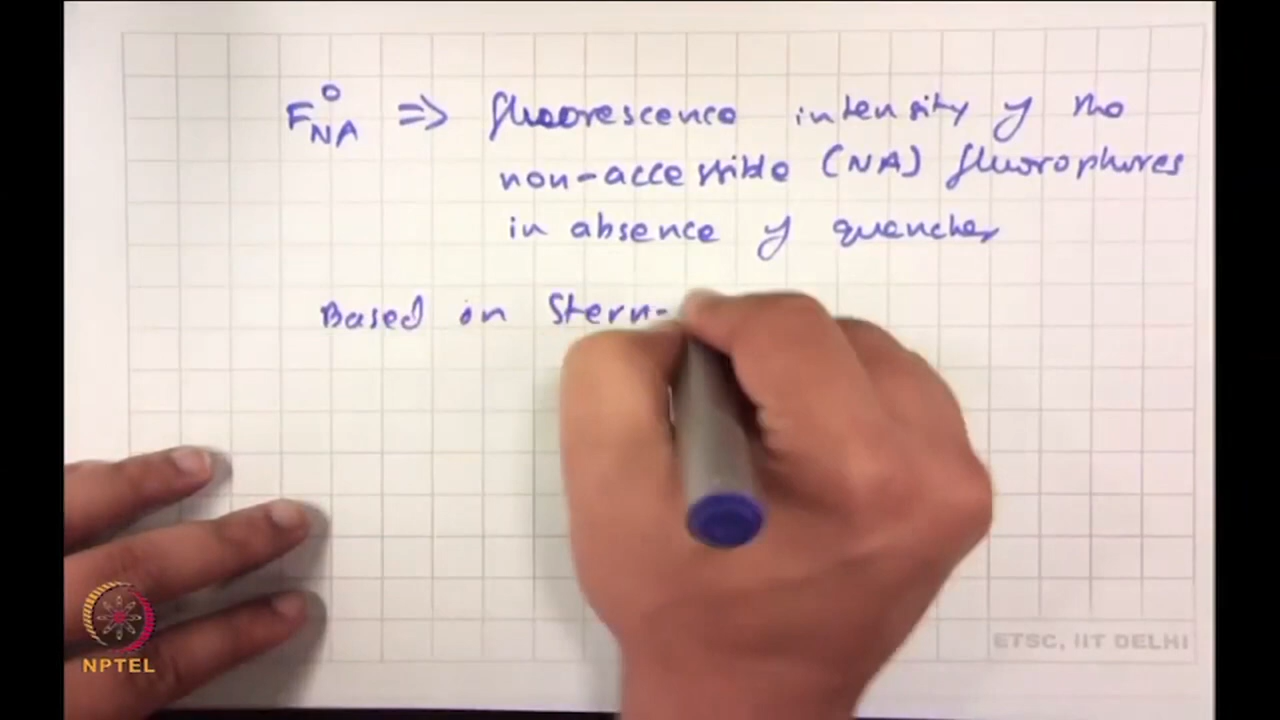 F⁰NA ⇒ fluorescence intensity of the
non-accessible (NA) fluorophores
in absence of quencher
Based on Stern-
NPTEL
ETSC, IIT DELHI